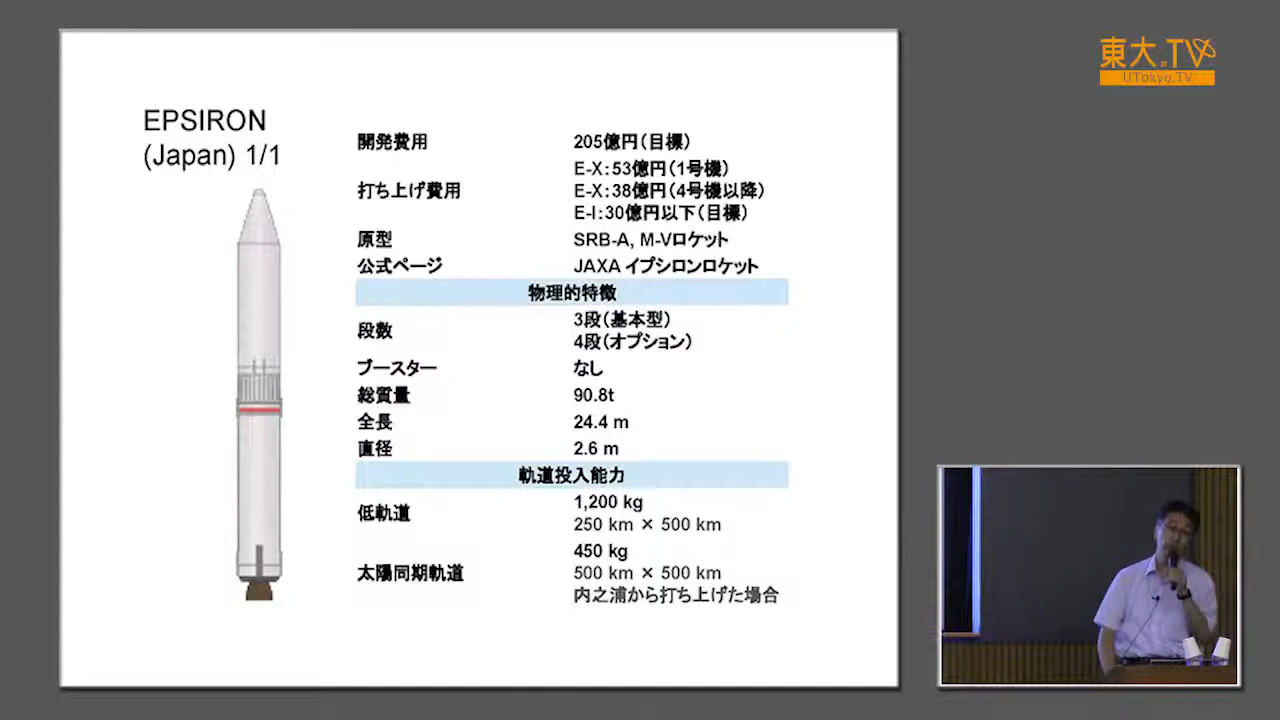 東大.TV
UTokyo.TV
EPSIRON
(Japan) 1/1
開発費用 205億円(目標)
打ち上げ費用 E-X:53億円(1号機)
E-X:38億円(4号機以降)
E-I:30億円以下(目標)
原型 SRB-A, M-Vロケット
公式ページ JAXA イプシロンロケット
物理的特徴
段数 3段(基本型)
4段(オプション)
ブースター なし
総質量 90.8t
全長 24.4 m
直径 2.6 m
軌道投入能力
低軌道 1,200 kg
250 km × 500 km
太陽同期軌道 450 kg
500 km × 500 km
内之浦から打ち上げた場合